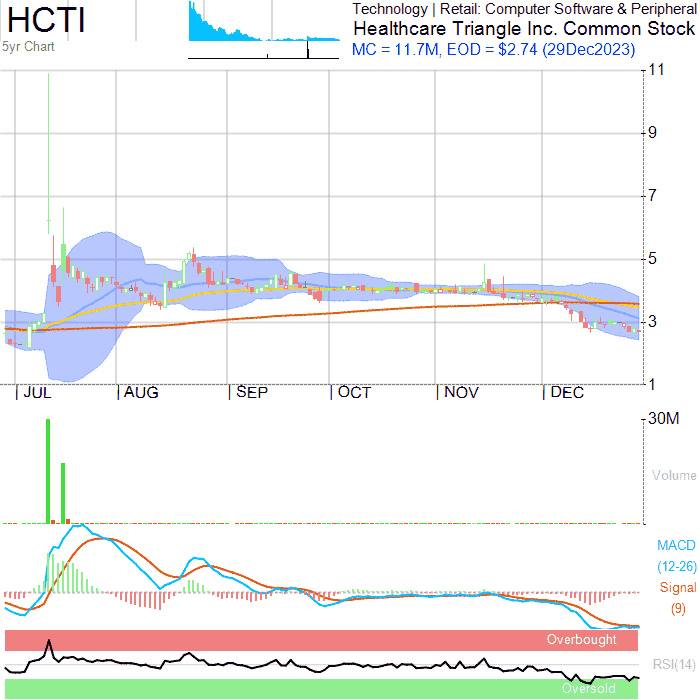 HCTI
5yr Chart
Technology | Retail: Computer Software & Peripheral
Healthcare Triangle Inc. Common Stock
MC = 11.7M, EOD = $2.74 (29Dec2023)
11
9
7
5
3
1
JUL AUG SEP OCT NOV DEC
30M
Volume
MACD
(12-26)
Signal
(9)
Overbought
RSI(14)
Oversold